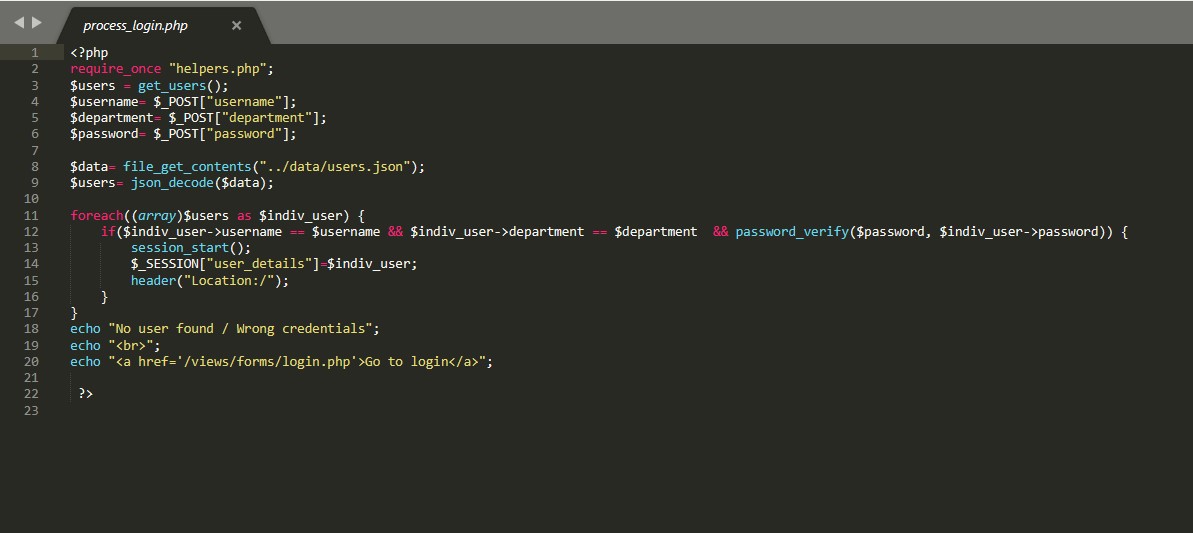 process_login.php ×
1 <?php
2 require_once "helpers.php";
3 $users = get_users();
4 $username= $_POST["username"];
5 $department= $_POST["department"];
6 $password= $_POST["password"];
7
8 $data= file_get_contents("../data/users.json");
9 $users= json_decode($data);
10
11 foreach((array)$users as $indiv_user) {
12     if($indiv_user->username == $username && $indiv_user->department == $department  && password_verify($password, $indiv_user->password)) {
13         session_start();
14         $_SESSION["user_details"]=$indiv_user;
15         header("Location:/");
16     }
17 }
18 echo "No user found / Wrong credentials";
19 echo "<br>";
20 echo "<a href='/views/forms/login.php'>Go to login</a>";
21
22  ?>
23